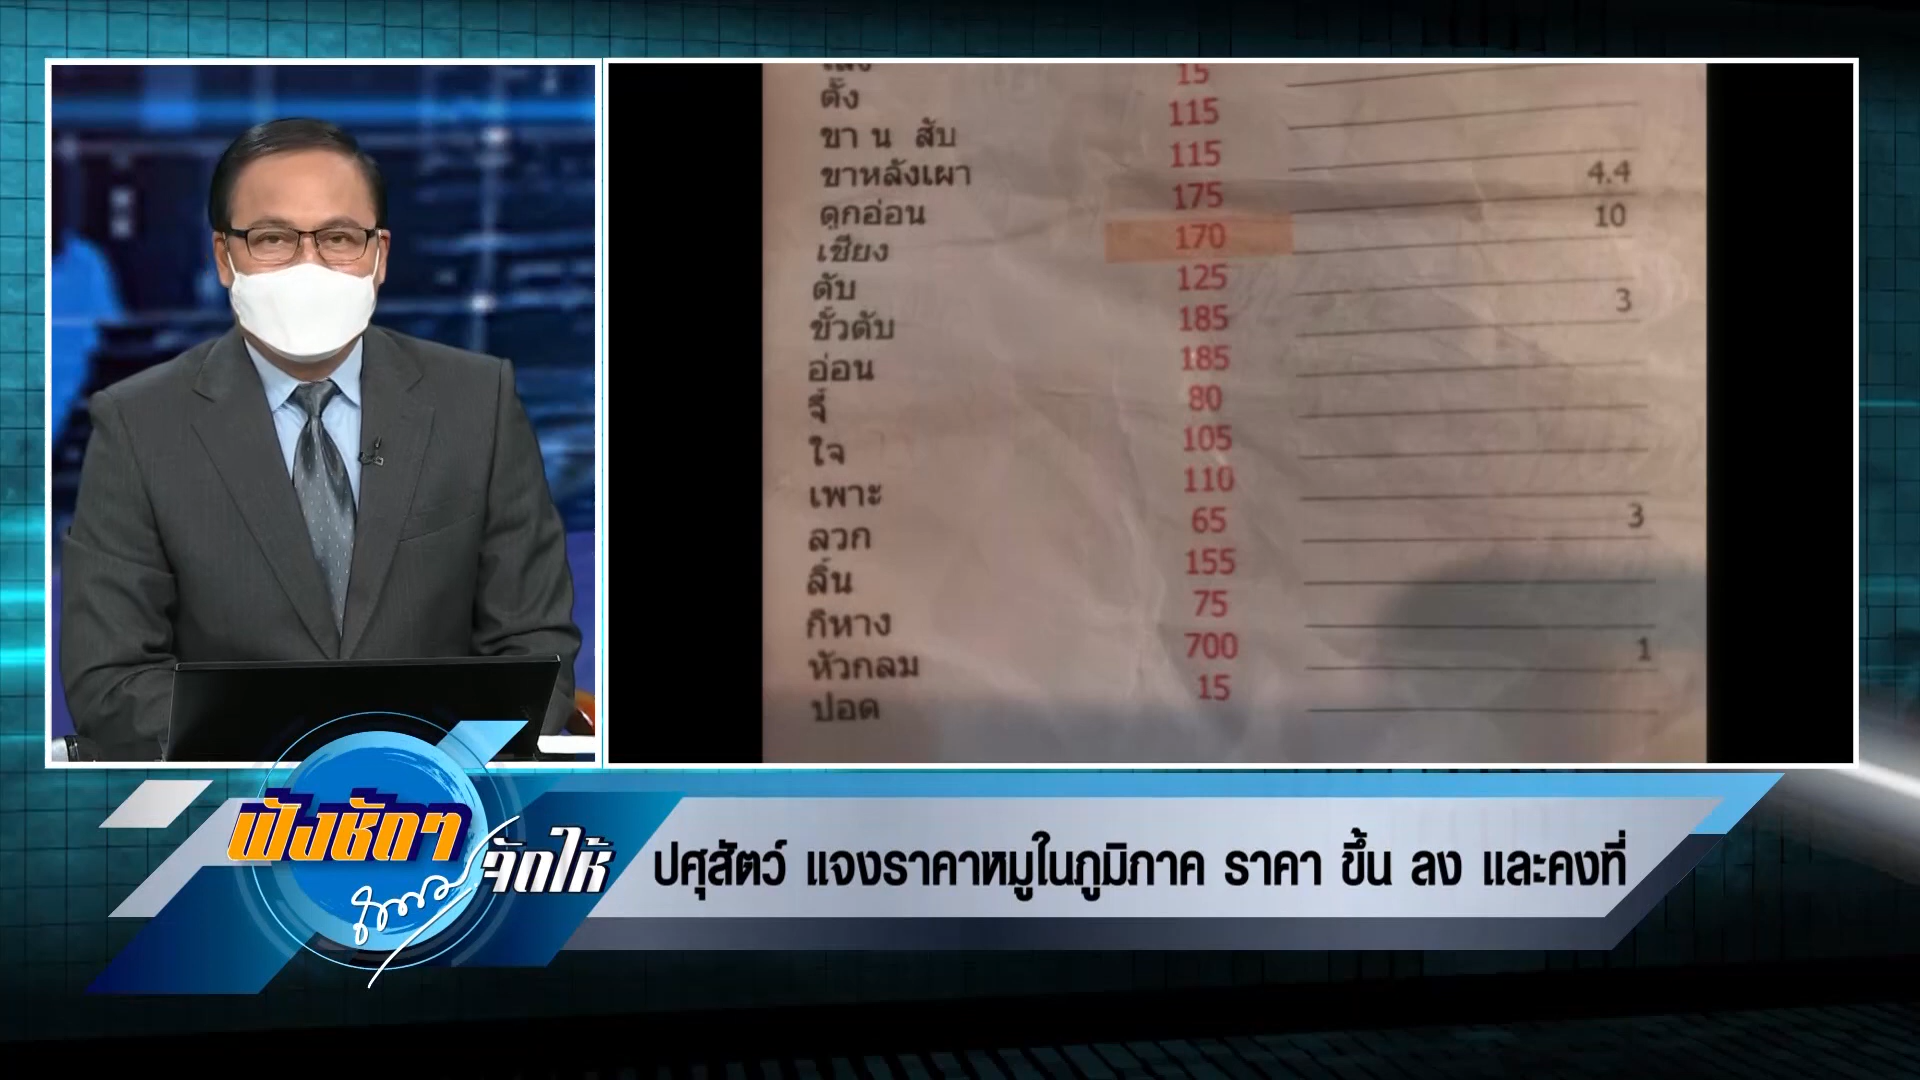 ตั้ง
ขา น สับ
ขาหลังเผา
ดูกอ่อน
เซียง
ตับ
ขั้วตับ
อ่อน
จี้
ใจ
เพาะ
ลวก
ลิ้น
กิหาง
หัวกลม
ปอด
15
115
115
175
170
125
185
185
80
105
110
65
155
75
700
15
4.4
10
3
3
1
ฟังชัดๆ
จัดให้
ปศุสัตว์ แจงราคาหมูในภูมิภาค ราคา ขึ้น ลง และคงที่